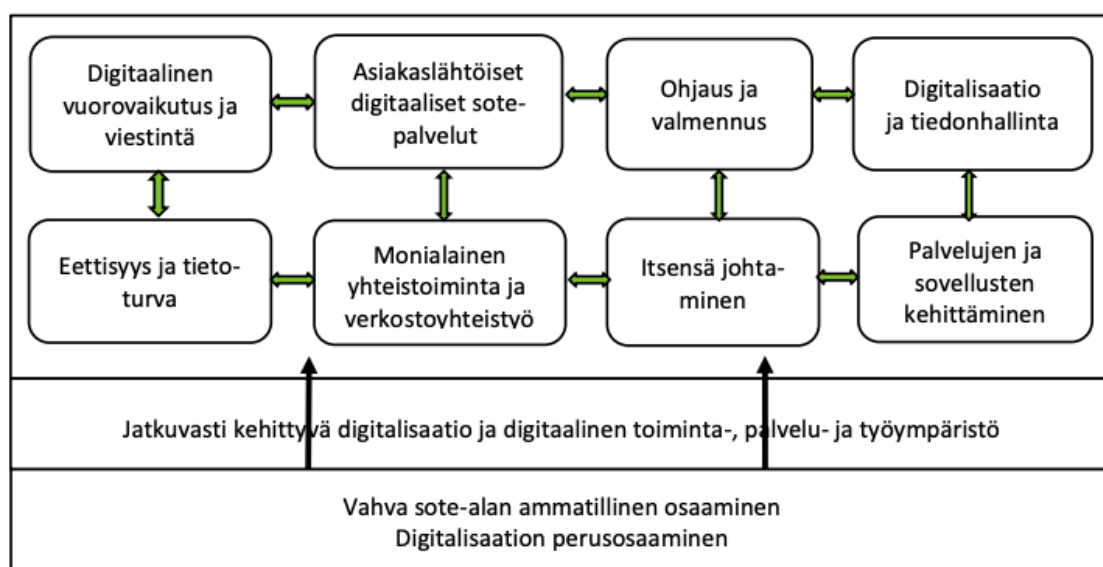 Digitaalinen
vuorovaikutus ja
viestintä
Asiakaslähtöiset
digitaaliset sote-
palvelut
Ohjaus ja
valmennus
Digitalisaatio
ja tiedonhallinta
Eettisyys ja tieto-
turva
Monialainen
yhteistoiminta ja
verkostoyhteistyö
Itsensä johta-
minen
Palvelujen ja
sovellusten
kehittäminen
Jatkuvasti kehittyvä digitalisaatio ja digitaalinen toiminta-, palvelu- ja työympäristö
Vahva sote-alan ammatillinen osaaminen
Digitalisaation perusosaaminen